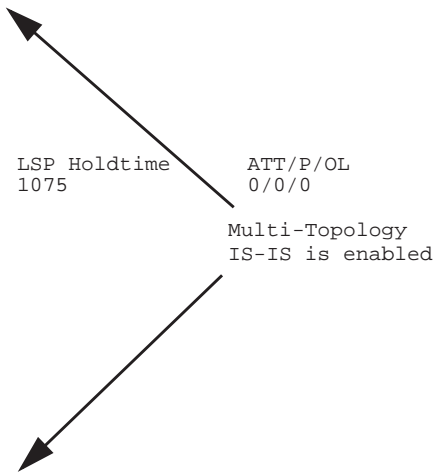 LSP Holdtime ATT/P/OL
1075 0/0/0
Multi-Topology
IS-IS is enabled